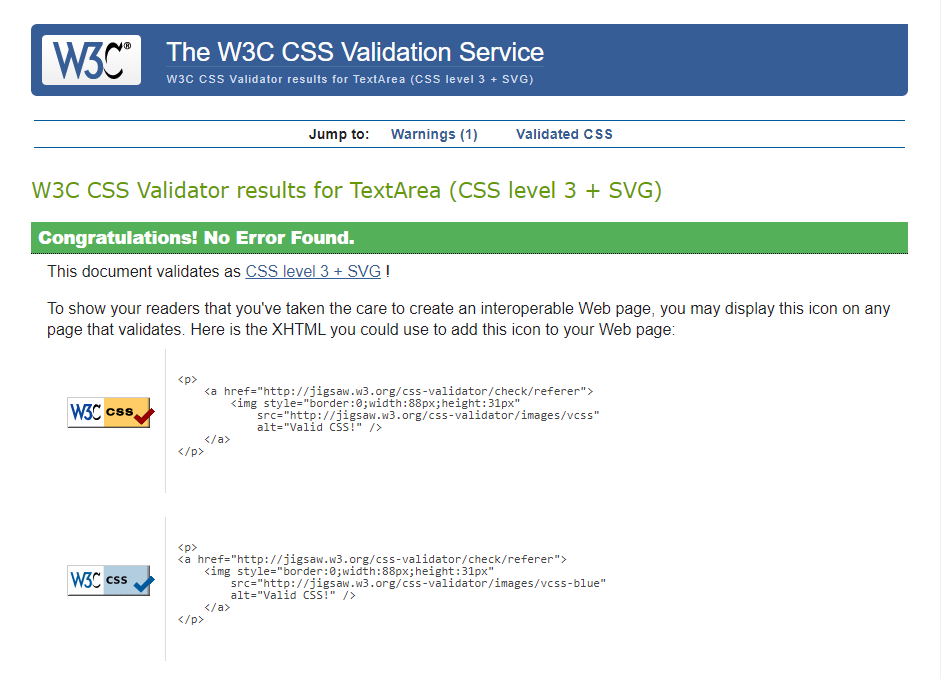 W3C® The W3C CSS Validation Service
W3C CSS Validator results for TextArea (CSS level 3 + SVG)
Jump to: Warnings (1) Validated CSS
W3C CSS Validator results for TextArea (CSS level 3 + SVG)
Congratulations! No Error Found.
This document validates as CSS level 3 + SVG !
To show your readers that you've taken the care to create an interoperable Web page, you may display this icon on any
page that validates. Here is the XHTML you could use to add this icon to your Web page:
W3C css
<p>
<a href="http://jigsaw.w3.org/css-validator/check/referer">
<img style="border:0;width:88px;height:31px"
src="http://jigsaw.w3.org/css-validator/images/vcss"
alt="Valid CSS!" />
</a>
</p>
W3C css
<p>
<a href="http://jigsaw.w3.org/css-validator/check/referer">
<img style="border:0;width:88px;height:31px"
src="http://jigsaw.w3.org/css-validator/images/vcss-blue"
alt="Valid CSS!" />
</a>
</p>